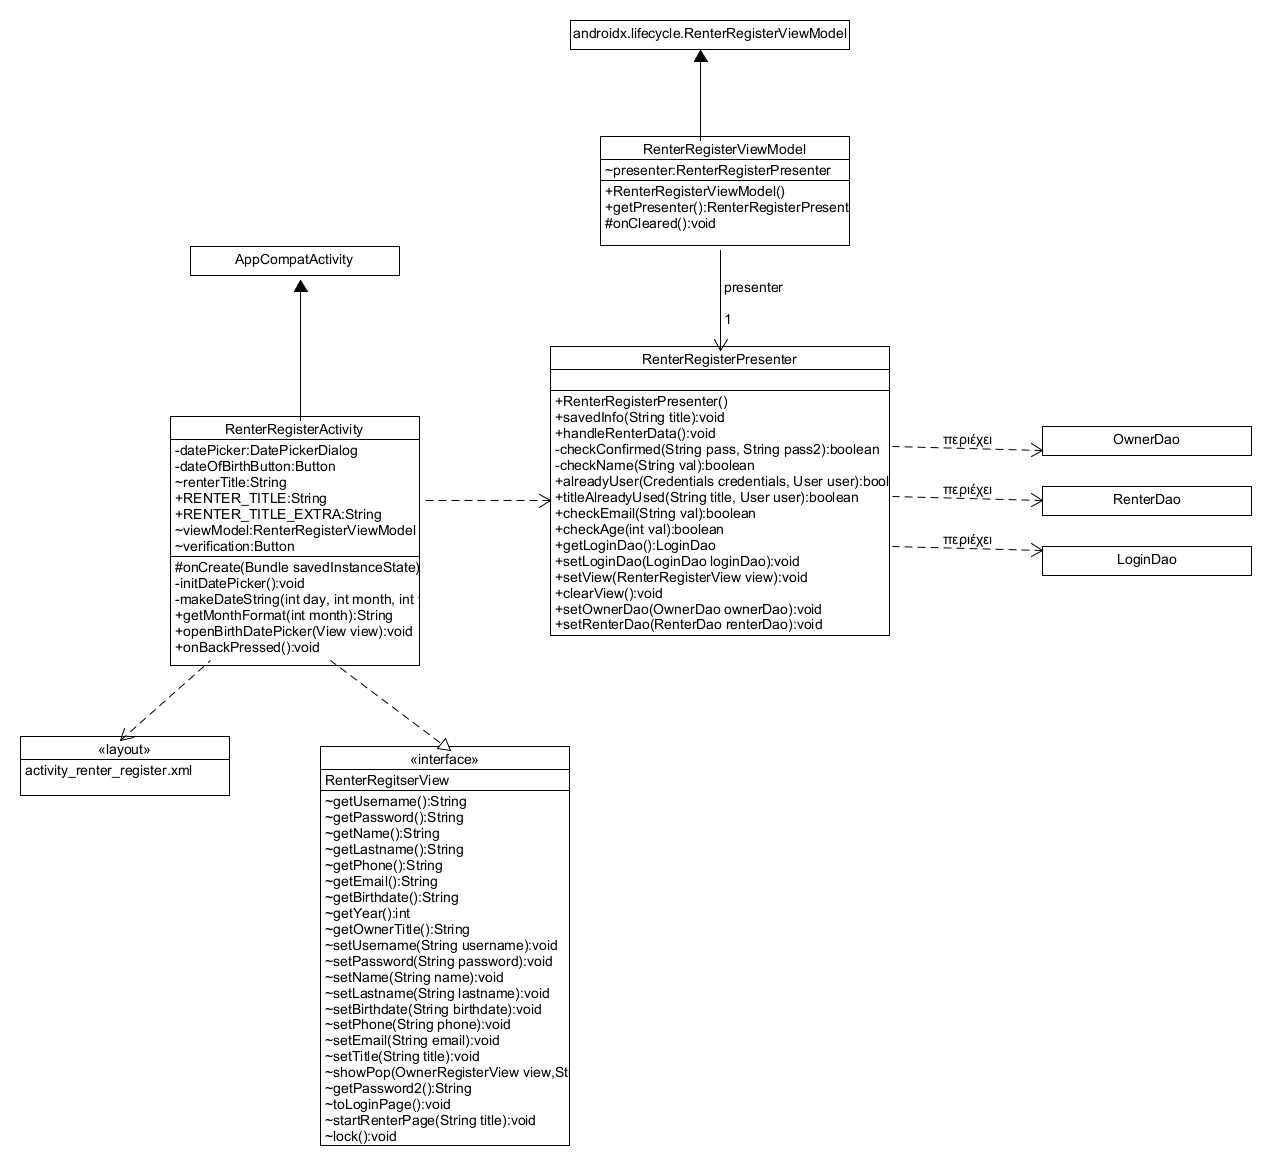 androidx.lifecycle.RenterRegisterViewModel
RenterRegisterViewModel
~presenter:RenterRegisterPresenter
+RenterRegisterViewModel()
+getPresenter():RenterRegisterPresent
#onCleared():void
AppCompatActivity
presenter
1
RenterRegisterPresenter
+RenterRegisterPresenter()
+savedInfo(String title):void
+handleRenterData():void
-checkConfirmed(String pass, String pass2):boolean
-checkName(String val):boolean
+alreadyUser(Credentials credentials, User user):bool
+titleAlreadyUsed(String title, User user):boolean
+checkEmail(String val):boolean
+checkAge(int val):boolean
+getLoginDao():LoginDao
+setLoginDao(LoginDao loginDao):void
+setView(RenterRegisterView view):void
+clearView():void
+setOwnerDao(OwnerDao ownerDao):void
+setRenterDao(RenterDao renterDao):void
περιέχει
OwnerDao
περιέχει
RenterDao
περιέχει
LoginDao
RenterRegisterActivity
-datePicker:DatePickerDialog
-dateOfBirthButton:Button
~renterTitle:String
+RENTER_TITLE:String
+RENTER_TITLE_EXTRA:String
~viewModel:RenterRegisterViewModel
~verification:Button
#onCreate(Bundle savedInstanceState)
-initDatePicker():void
-makeDateString(int day, int month, int
+getMonthFormat(int month):String
+openBirthDatePicker(View view):void
+onBackPressed():void
«layout»
activity_renter_register.xml
«interface»
RenterRegitserView
~getUsername():String
~getPassword():String
~getName():String
~getLastname():String
~getPhone():String
~getEmail():String
~getBirthdate():String
~getYear():int
~getOwnerTitle():String
~setUsername(String username):void
~setPassword(String password):void
~setName(String name):void
~setLastname(String lastname):void
~setBirthdate(String birthdate):void
~setPhone(String phone):void
~setEmail(String email):void
~setTitle(String title):void
~showPop(OwnerRegisterView view,St
~getPassword2():String
~toLoginPage():void
~startRenterPage(String title):void
~lock():void